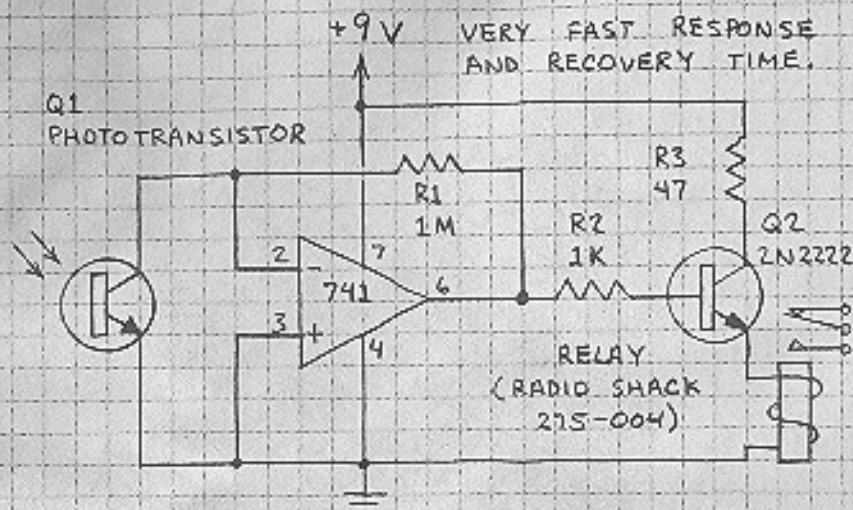 +9V
VERY FAST RESPONSE
AND RECOVERY TIME.
Q1
PHOTOTRANSISTOR
R1
1M
R2
1K
R3
47
Q2
2N2222
2
-
7
741
6
3
+
4
RELAY
(RADIO SHACK
275-004)